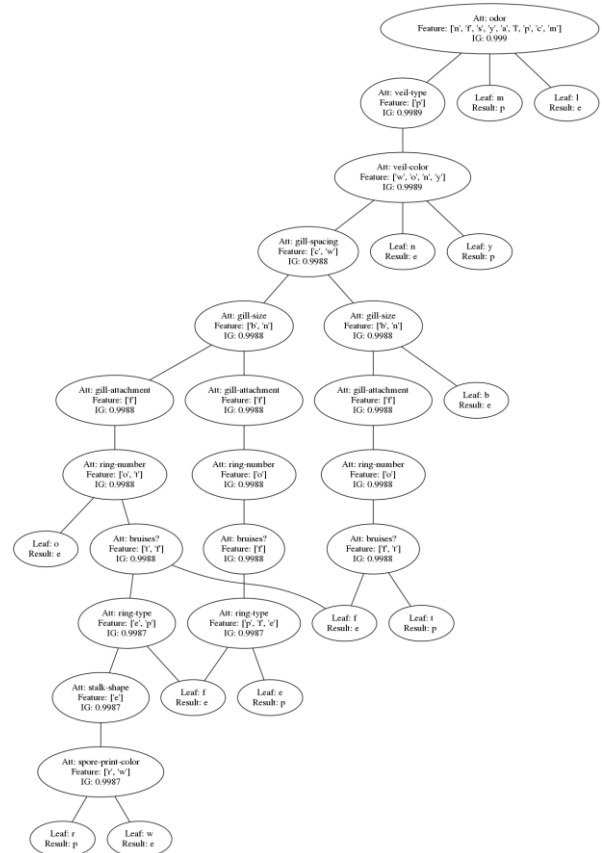 Att: odor
Feature: ['n', 'f', 's', 'y', 'a', 'l', 'p', 'c', 'm']
IG: 0.999
Att: veil-type
Feature: ['p']
IG: 0.9989
Leaf: m
Result: p
Leaf: l
Result: e
Att: veil-color
Feature: ['w', 'o', 'n', 'y']
IG: 0.9989
Att: gill-spacing
Feature: ['c', 'w']
IG: 0.9988
Leaf: n
Result: e
Leaf: y
Result: p
Att: gill-size
Feature: ['b', 'n']
IG: 0.9988
Att: gill-size
Feature: ['b', 'n']
IG: 0.9988
Att: gill-attachment
Feature: ['f']
IG: 0.9988
Att: gill-attachment
Feature: ['f']
IG: 0.9988
Att: gill-attachment
Feature: ['f']
IG: 0.9988
Leaf: b
Result: e
Att: ring-number
Feature: ['o', 't']
IG: 0.9988
Att: ring-number
Feature: ['o']
IG: 0.9988
Att: ring-number
Feature: ['o']
IG: 0.9988
Leaf: o
Result: e
Att: bruises?
Feature: ['t', 'f']
IG: 0.9988
Att: bruises?
Feature: ['f']
IG: 0.9988
Att: bruises?
Feature: ['f', 't']
IG: 0.9988
Att: ring-type
Feature: ['e', 'p']
IG: 0.9987
Att: ring-type
Feature: ['p', 'f', 'e']
IG: 0.9987
Leaf: f
Result: e
Leaf: t
Result: p
Att: stalk-shape
Feature: ['e']
IG: 0.9987
Leaf: f
Result: e
Leaf: e
Result: p
Att: spore-print-color
Feature: ['r', 'w']
IG: 0.9987
Leaf: r
Result: p
Leaf: w
Result: e